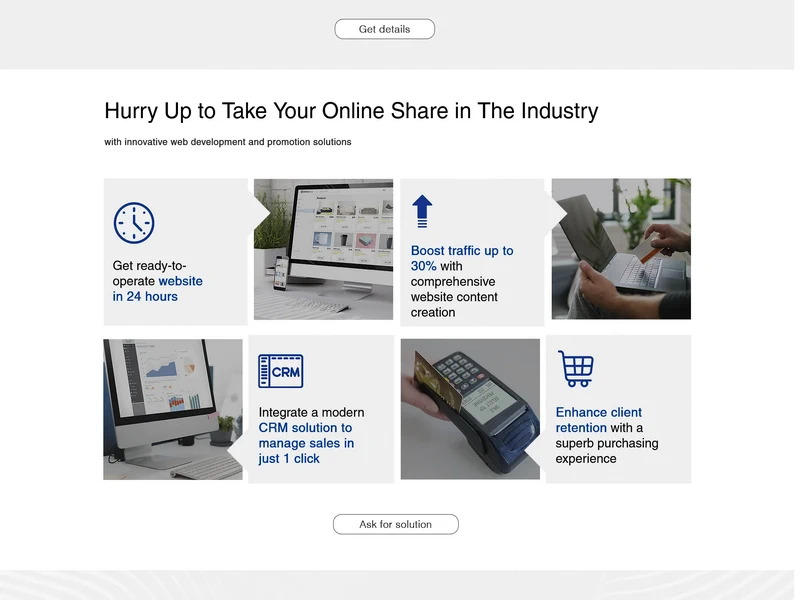 Get details
Hurry Up to Take Your Online Share in The Industry
with innovative web development and promotion solutions
Get ready-to-
operate website
in 24 hours
Boost traffic up to
30% with
comprehensive
website content
creation
CRM
Integrate a modern
CRM solution to
manage sales in
just 1 click
Enhance client
retention with a
superb purchasing
experience
Ask for solution